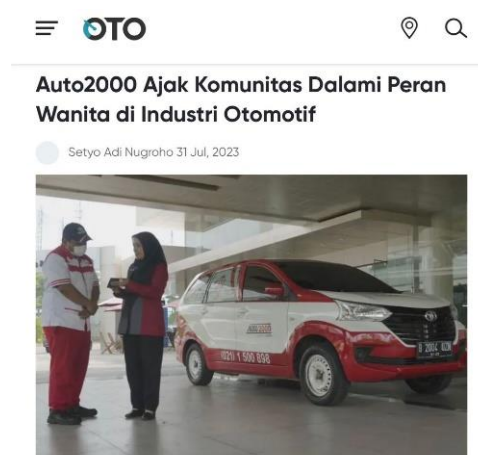 OTO
Auto2000 Ajak Komunitas Dalami Peran
Wanita di Industri Otomotif
Setyo Adi Nugroho 31 Jul, 2023
(021) 1 500 898